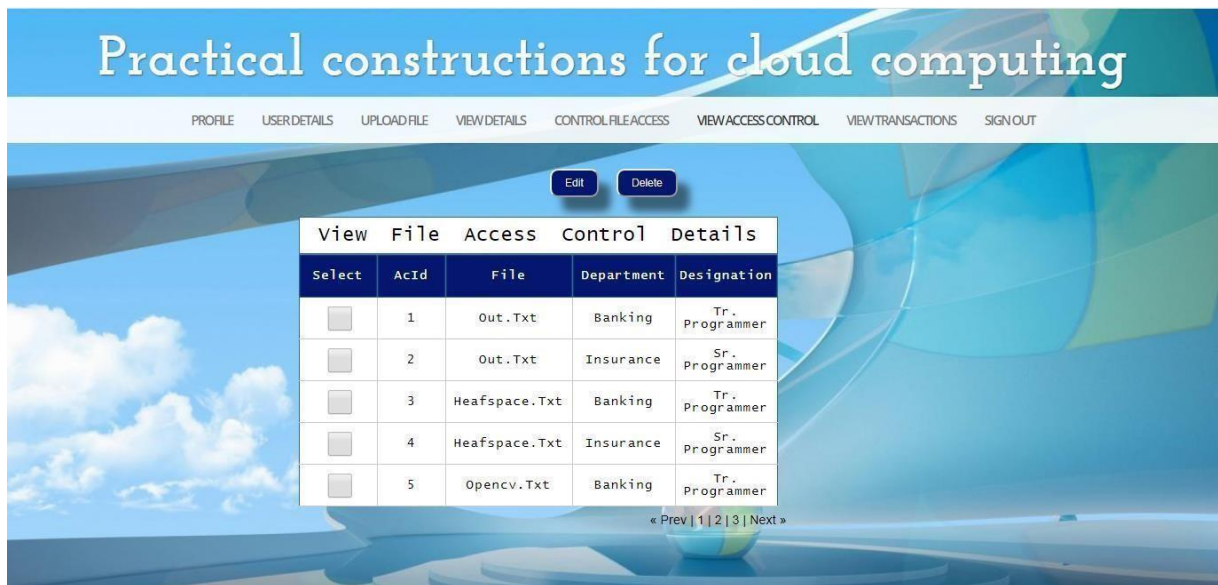 Practical constructions for cloud computing
PROFILE USER DETAILS UPLOAD FILE VIEW DETAILS CONTROL FILE ACCESS VIEW ACCESS CONTROL VIEW TRANSACTIONS SIGN OUT
Edit Delete
View File Access Control Details
Select AcId File Department Designation
1 Out.Txt Banking Tr. Programmer
2 Out.Txt Insurance Sr. Programmer
3 Heafspace.Txt Banking Tr. Programmer
4 Heafspace.Txt Insurance Sr. Programmer
5 Opencv.Txt Banking Tr. Programmer
« Prev | 1 | 2 | 3 | Next »